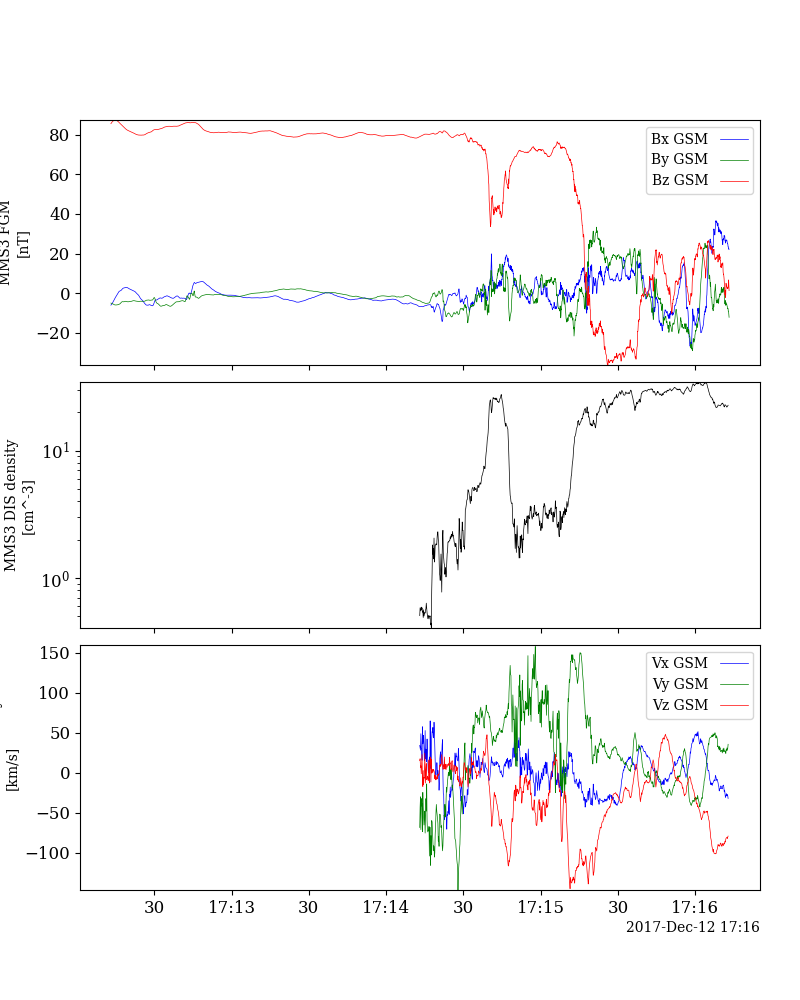 80
60
40
20
0
−20
MMS3 FGM
[nT]
Bx GSM
By GSM
Bz GSM
10^1
10^0
MMS3 DIS density
[cm^-3]
150
100
50
0
−50
−100
[km/s]
Vx GSM
Vy GSM
Vz GSM
30 17:13 30 17:14 30 17:15 30 17:16
2017-Dec-12 17:16